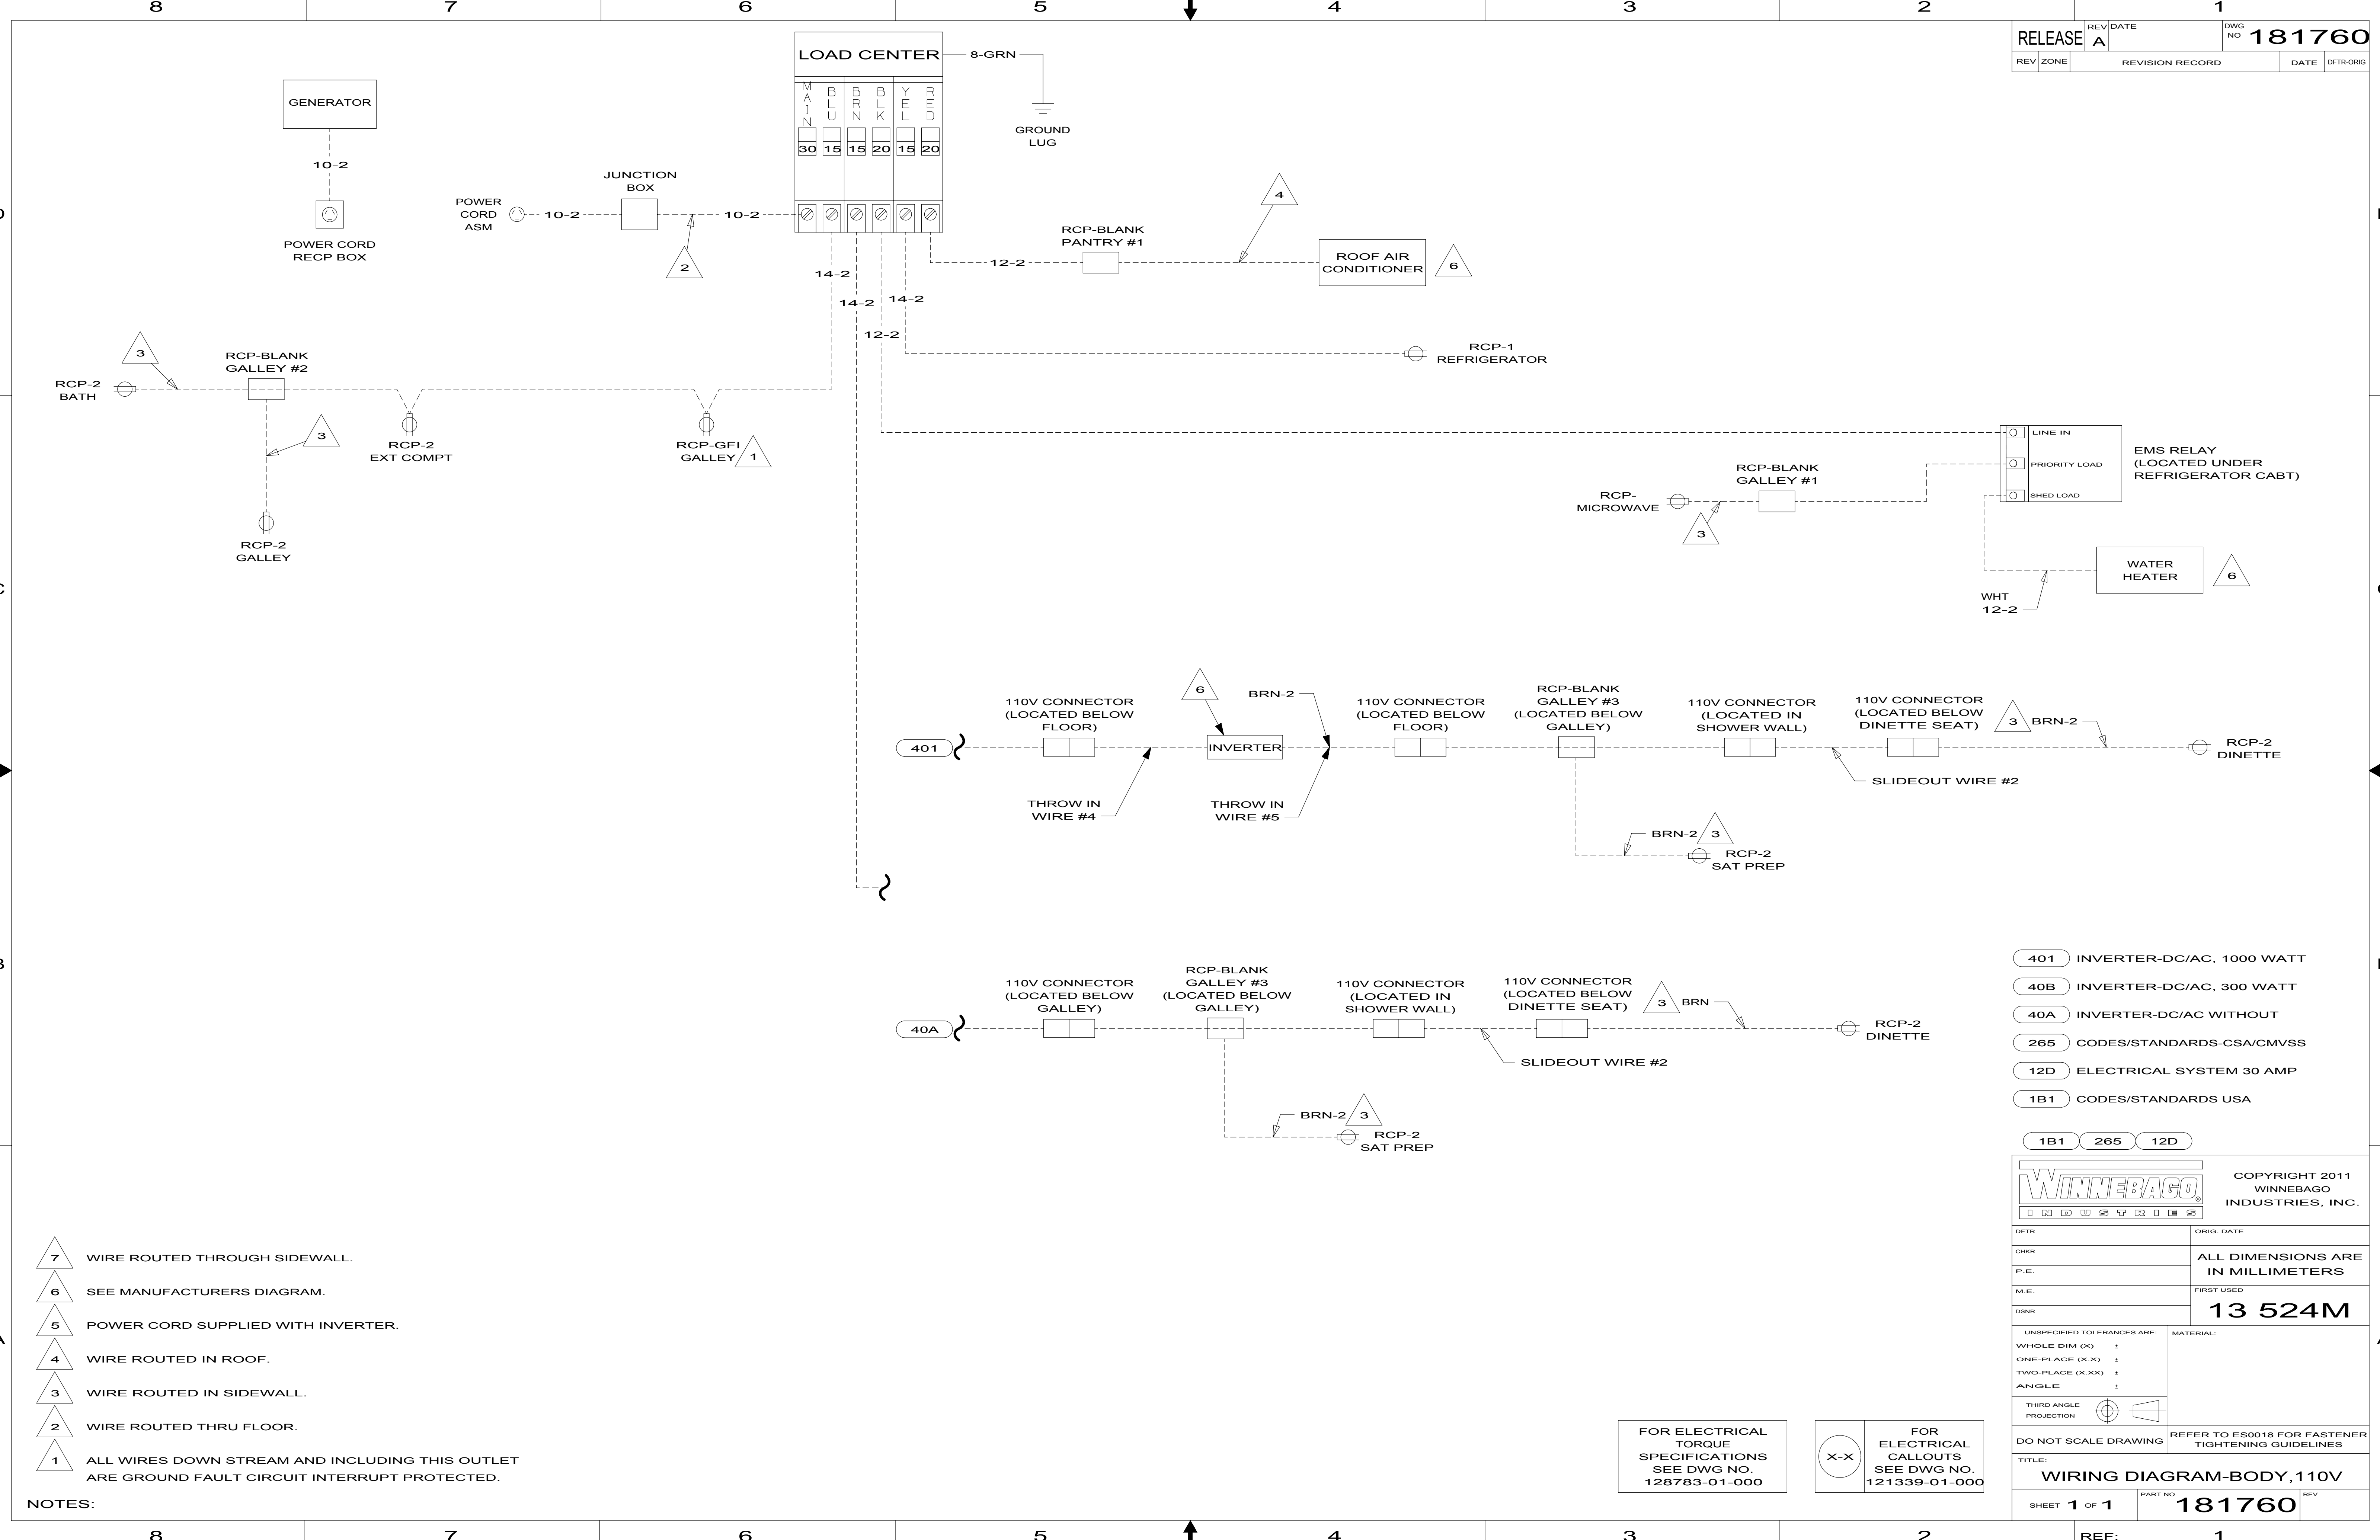 8 7 6 5 4 3 2 1
RELEASE
REV
A
DATE
DWG
NO
181760
REV ZONE REVISION RECORD DATE DFTR-ORIG
LOAD CENTER
8-GRN
GROUND
LUG
MAIN BLU BRN BLK YEL RED
30 15 15 20 15 20
GENERATOR
10-2
POWER CORD
RECP BOX
POWER
CORD
ASM
10-2
JUNCTION
BOX
10-2
2
14-2
14-2
12-2
14-2
12-2
RCP-BLANK
PANTRY #1
4
ROOF AIR
CONDITIONER
6
RCP-1
REFRIGERATOR
3
RCP-2
BATH
RCP-BLANK
GALLEY #2
3
RCP-2
GALLEY
RCP-2
EXT COMPT
RCP-GFI
GALLEY
1
LINE IN
PRIORITY LOAD
SHED LOAD
EMS RELAY
(LOCATED UNDER
REFRIGERATOR CABT)
RCP-
MICROWAVE
3
RCP-BLANK
GALLEY #1
WATER
HEATER
6
WHT
12-2
401
110V CONNECTOR
(LOCATED BELOW
FLOOR)
THROW IN
WIRE #4
6
INVERTER
BRN-2
THROW IN
WIRE #5
110V CONNECTOR
(LOCATED BELOW
FLOOR)
RCP-BLANK
GALLEY #3
(LOCATED BELOW
GALLEY)
110V CONNECTOR
(LOCATED IN
SHOWER WALL)
SLIDEOUT WIRE #2
110V CONNECTOR
(LOCATED BELOW
DINETTE SEAT)
3
BRN-2
RCP-2
DINETTE
BRN-2
3
RCP-2
SAT PREP
40A
110V CONNECTOR
(LOCATED BELOW
GALLEY)
RCP-BLANK
GALLEY #3
(LOCATED BELOW
GALLEY)
110V CONNECTOR
(LOCATED IN
SHOWER WALL)
SLIDEOUT WIRE #2
110V CONNECTOR
(LOCATED BELOW
DINETTE SEAT)
3
BRN
RCP-2
DINETTE
BRN-2
3
RCP-2
SAT PREP
401 INVERTER-DC/AC, 1000 WATT
40B INVERTER-DC/AC, 300 WATT
40A INVERTER-DC/AC WITHOUT
265 CODES/STANDARDS-CSA/CMVSS
12D ELECTRICAL SYSTEM 30 AMP
1B1 CODES/STANDARDS USA
1B1 265 12D
WINNEBAGO®
INDUSTRIES
COPYRIGHT 2011
WINNEBAGO
INDUSTRIES, INC.
DFTR
ORIG. DATE
CHKR
ALL DIMENSIONS ARE
IN MILLIMETERS
P.E.
M.E.
FIRST USED
13 524M
DSNR
UNSPECIFIED TOLERANCES ARE:
MATERIAL:
WHOLE DIM (X) ±
ONE-PLACE (X.X) ±
TWO-PLACE (X.XX) ±
ANGLE ±
THIRD ANGLE
PROJECTION
DO NOT SCALE DRAWING
REFER TO ES0018 FOR FASTENER
TIGHTENING GUIDELINES
TITLE:
WIRING DIAGRAM-BODY,110V
SHEET 1 OF 1
PART NO
181760
REV
7 WIRE ROUTED THROUGH SIDEWALL.
6 SEE MANUFACTURERS DIAGRAM.
5 POWER CORD SUPPLIED WITH INVERTER.
4 WIRE ROUTED IN ROOF.
3 WIRE ROUTED IN SIDEWALL.
2 WIRE ROUTED THRU FLOOR.
1 ALL WIRES DOWN STREAM AND INCLUDING THIS OUTLET
ARE GROUND FAULT CIRCUIT INTERRUPT PROTECTED.
NOTES:
FOR ELECTRICAL
TORQUE
SPECIFICATIONS
SEE DWG NO.
128783-01-000
X-X
FOR
ELECTRICAL
CALLOUTS
SEE DWG NO.
121339-01-000
8 7 6 5 4 3 2 REF: 1